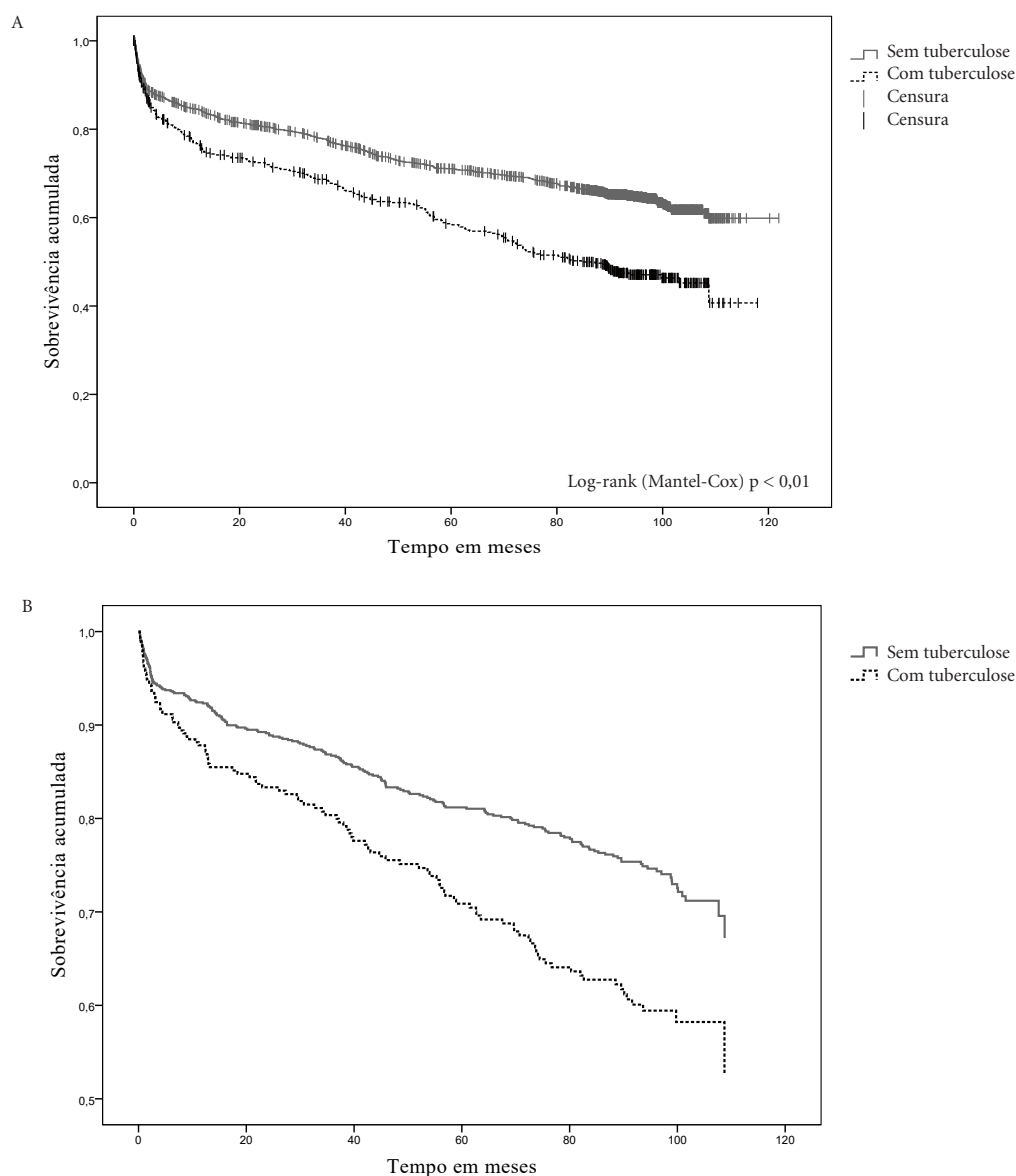 A
Sobrevivência acumulada
1,0
0,8
0,6
0,4
0,2
0,0
0 20 40 60 80 100 120
Tempo em meses
Log-rank (Mantel-Cox) p < 0,01
Sem tuberculose
Com tuberculose
Censura
Censura
B
Sobrevivência acumulada
1,0
0,9
0,8
0,7
0,6
0,5
0 20 40 60 80 100 120
Tempo em meses
Sem tuberculose
Com tuberculose